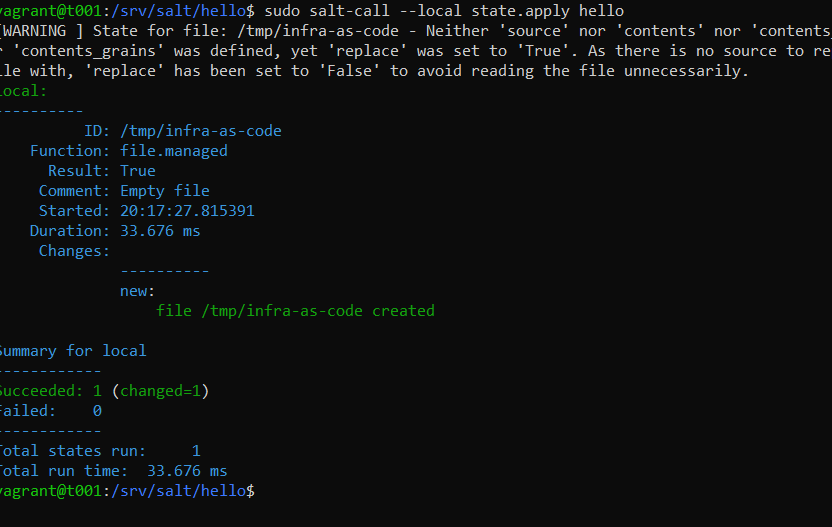 vagrant@t001:/srv/salt/hello$ sudo salt-call --local state.apply hello
[WARNING ] State for file: /tmp/infra-as-code - Neither 'source' nor 'contents' nor 'contents_
r 'contents_grains' was defined, yet 'replace' was set to 'True'. As there is no source to re
ile with, 'replace' has been set to 'False' to avoid reading the file unnecessarily.
local:
----------
ID: /tmp/infra-as-code
Function: file.managed
Result: True
Comment: Empty file
Started: 20:17:27.815391
Duration: 33.676 ms
Changes:
----------
new:
file /tmp/infra-as-code created
Summary for local
------------
Succeeded: 1 (changed=1)
Failed:    0
------------
Total states run:     1
Total run time:  33.676 ms
vagrant@t001:/srv/salt/hello$